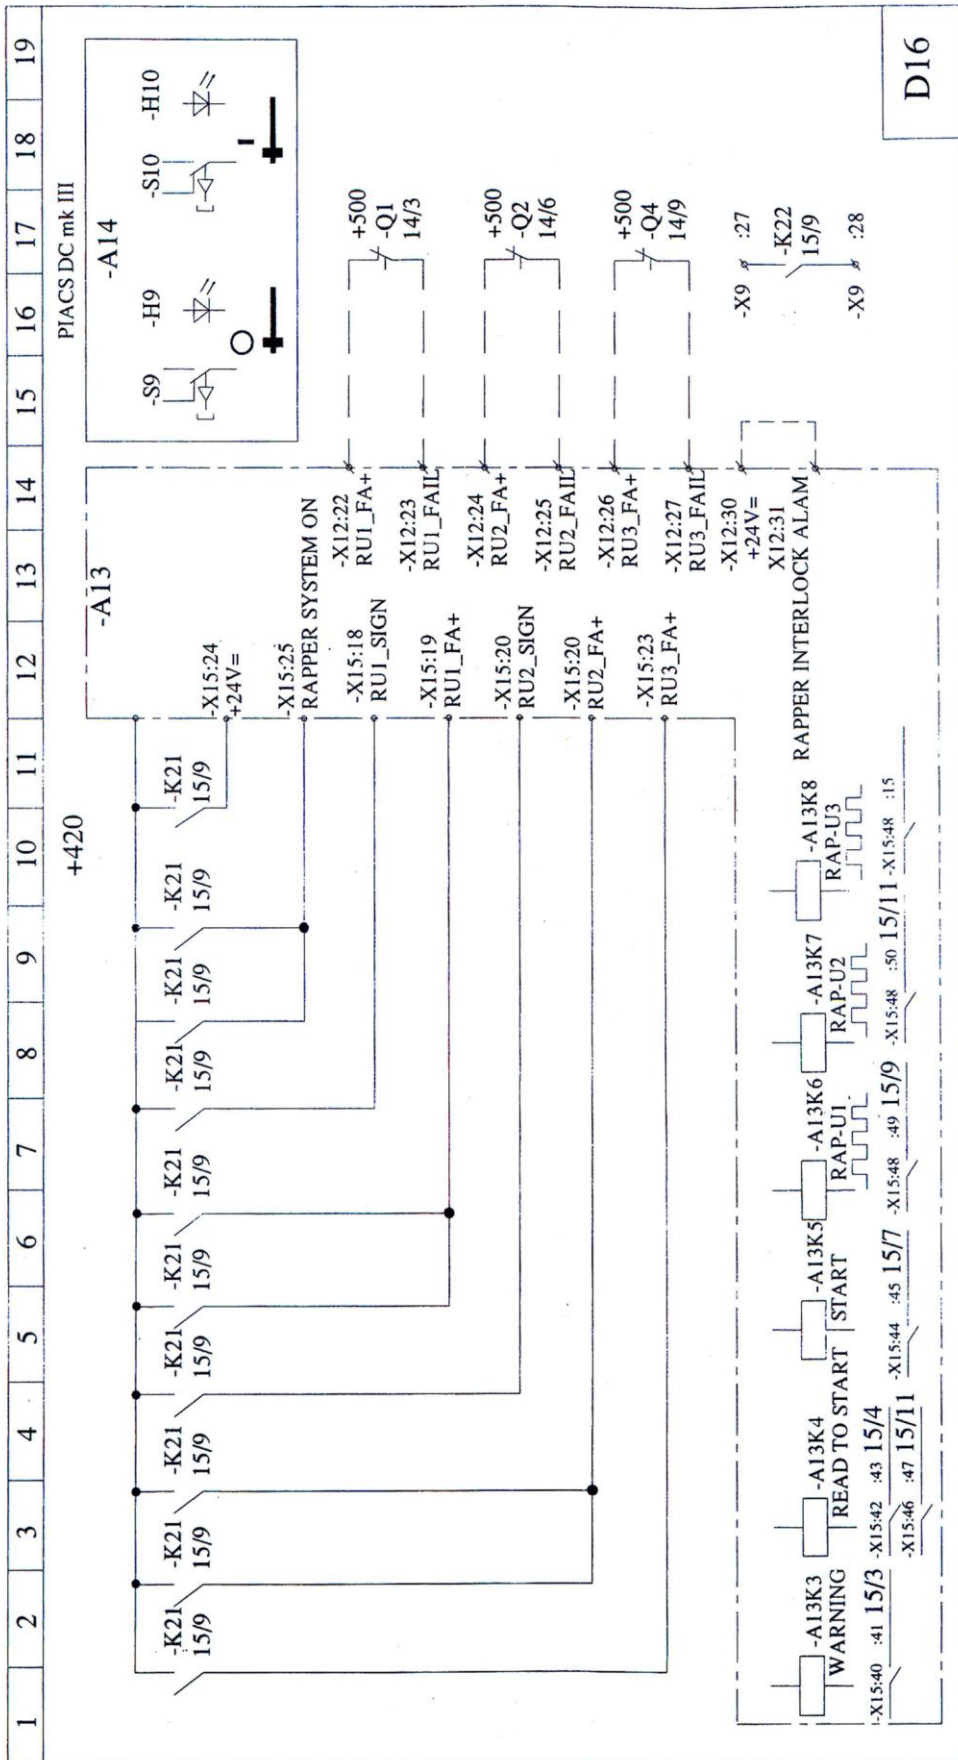 1 2 3 4 5 6 7 8 9 10 11 12 13 14 15 16 17 18 19
+420
PIACS DC mk III
-A13
-A14
-S9
-H9
-S10
-H10
O
I
-K21
15/9
-K21
15/9
-K21
15/9
-K21
15/9
-K21
15/9
-K21
15/9
-K21
15/9
-K21
15/9
-K21
15/9
-K21
15/9
-K21
15/9
-X15:24
+24V=
-X15:25
RAPPER SYSTEM ON
-X15:18
RU1_SIGN
-X15:19
RU1_FA+
-X15:20
RU2_SIGN
-X15:20
RU2_FA+
-X15:23
RU3_FA+
-X12:22
RU1_FA+
-X12:23
RU1_FAIL
-X12:24
RU2_FA+
-X12:25
RU2_FAIL
-X12:26
RU3_FA+
-X12:27
RU3_FAIL
-X12:30
+24V=
X12:31
RAPPER INTERLOCK ALAM
+500
-Q1
14/3
+500
-Q2
14/6
+500
-Q4
14/9
-X9 :27
-K22
15/9
-X9 :28
-A13K3
WARNING
-X15:40 :41 15/3
-A13K4
READ TO START
-X15:42 :43 15/4
-X15:46 :47 15/11
-A13K5
START
-X15:44 :45 15/7
-A13K6
RAP-U1
-X15:48 :49 15/9
-A13K7
RAP-U2
-X15:48 :50 15/11
-A13K8
RAP-U3
-X15:48 :15
D16